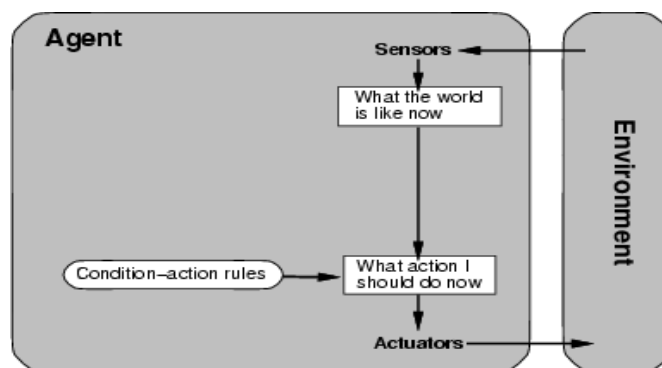 Agent
Sensors
What the world
is like now
Environment
Condition–action rules
What action I
should do now
Actuators